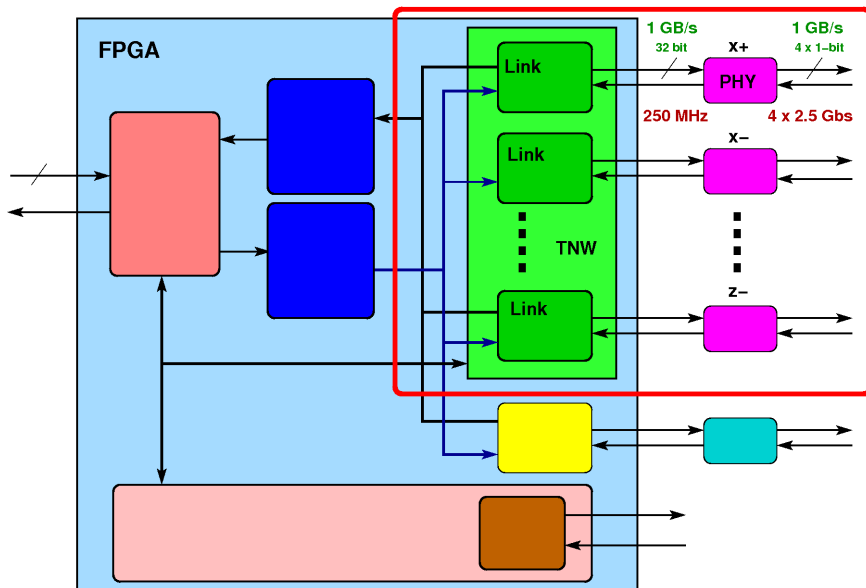 FPGA
1 GB/s
32 bit
x+
1 GB/s
4 x 1-bit
Link
PHY
250 MHz
4 x 2.5 Gbs
x-
Link
TNW
z-
Link